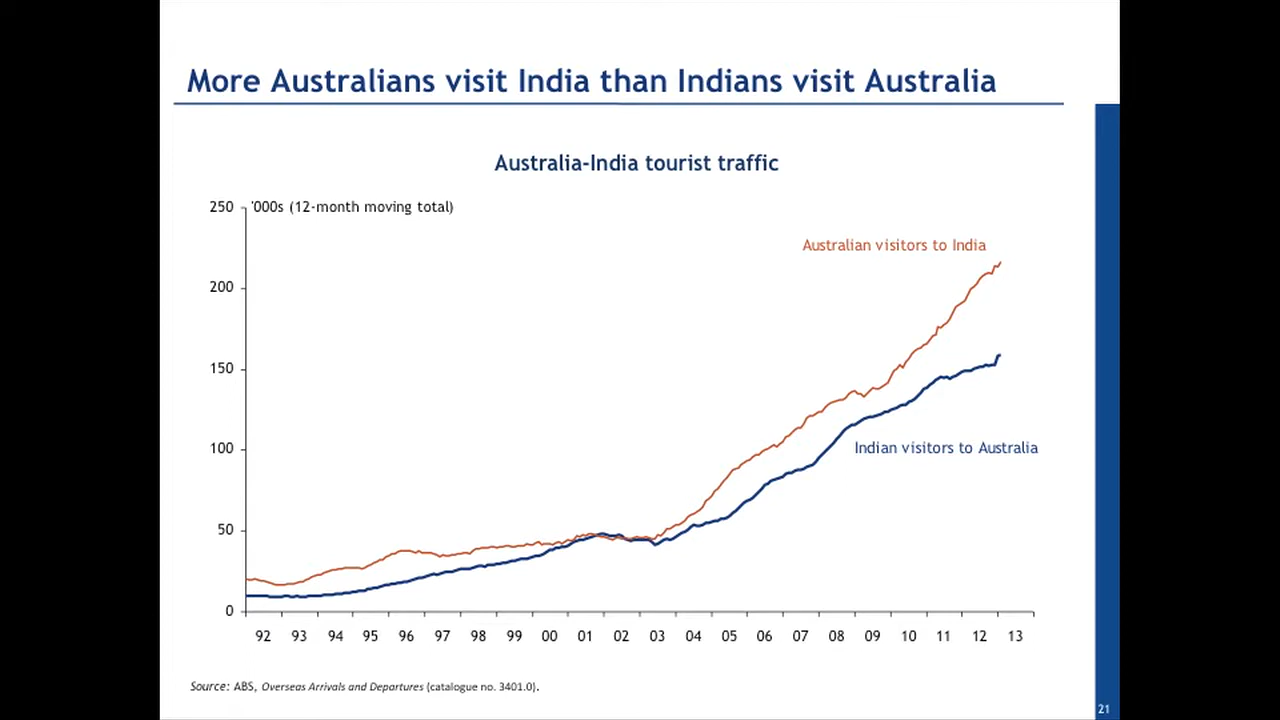 More Australians visit India than Indians visit Australia
Australia-India tourist traffic
250 '000s (12-month moving total)
Australian visitors to India
200
150
100
Indian visitors to Australia
50
0
92 93 94 95 96 97 98 99 00 01 02 03 04 05 06 07 08 09 10 11 12 13
Source: ABS, Overseas Arrivals and Departures (catalogue no. 3401.0).
21